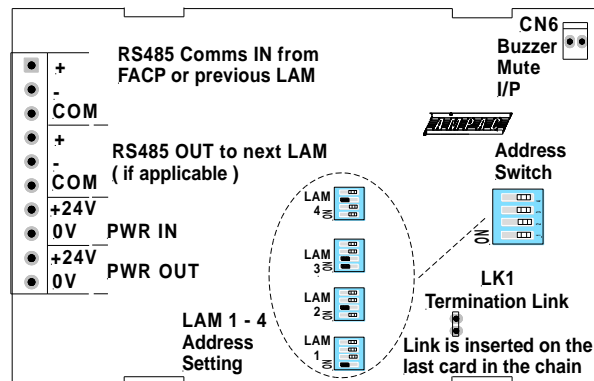 RS485 Comms IN from
FACP or previous LAM
+
-
COM
RS485 OUT to next LAM
( if applicable )
+
-
COM
+24V
0V
PWR IN
+24V
0V
PWR OUT
CN6
Buzzer
Mute
I/P
AMPAC
Address
Switch
ON
LAM
4
ON
LAM
3
ON
LAM
2
ON
LAM
1
ON
LAM 1 - 4
Address
Setting
LK1
Termination Link
Link is inserted on the
last card in the chain